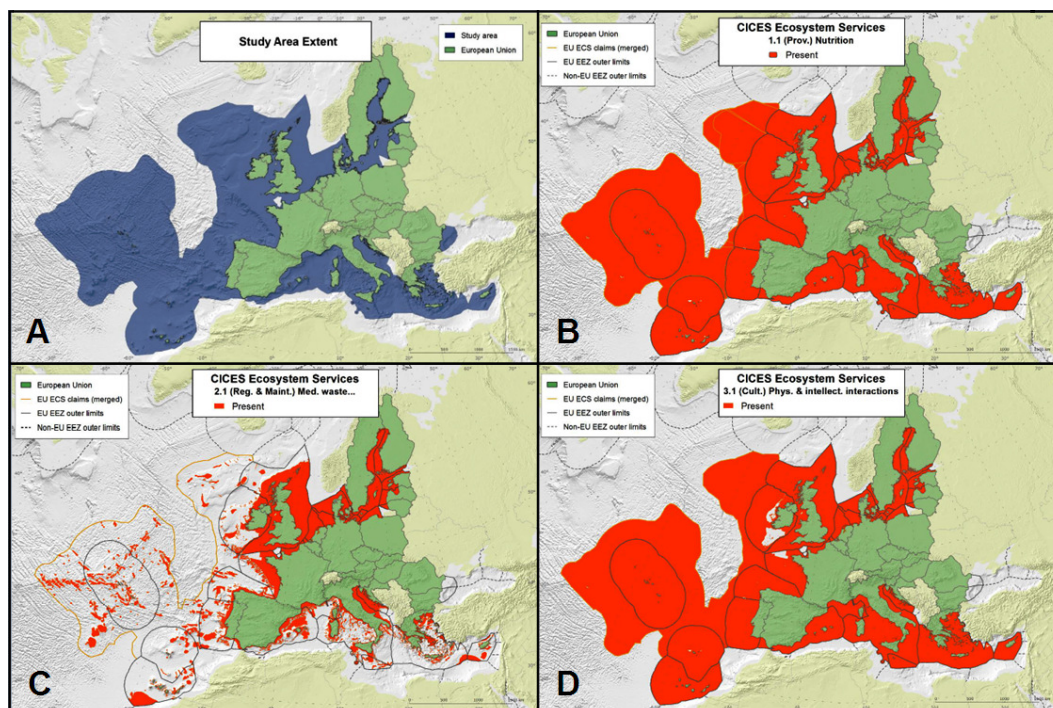 Study Area Extent
Study area
European Union
A
CICES Ecosystem Services
1.1 (Prov.) Nutrition
Present
European Union
EU ECS claims (merged)
EU EEZ outer limits
Non-EU EEZ outer limits
B
CICES Ecosystem Services
2.1 (Reg. & Maint.) Med. waste...
Present
European Union
EU ECS claims (merged)
EU EEZ outer limits
Non-EU EEZ outer limits
C
CICES Ecosystem Services
3.1 (Cult.) Phys. & intellect. interactions
Present
European Union
EU ECS claims (merged)
EU EEZ outer limits
Non-EU EEZ outer limits
D